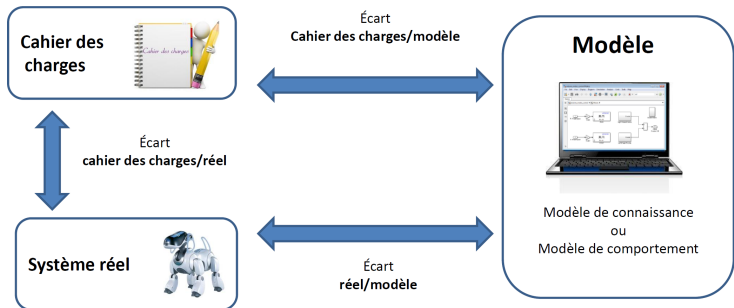 Cahier des
charges
Cahier des charges
Écart
Cahier des charges/modèle
Modèle
Écart
cahier des charges/réel
Modèle de connaissance
ou
Modèle de comportement
Système réel
Écart
réel/modèle